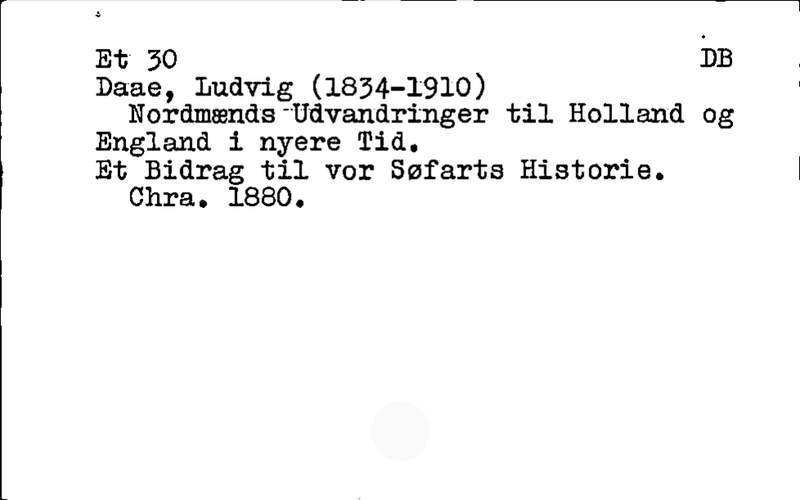 Et 30 DB
Daae, Ludvig (1834-1910)
Nordmænds Udvandringer til Holland og
England i nyere Tid.
Et Bidrag til vor Søfarts Historie.
Chra. 1880.